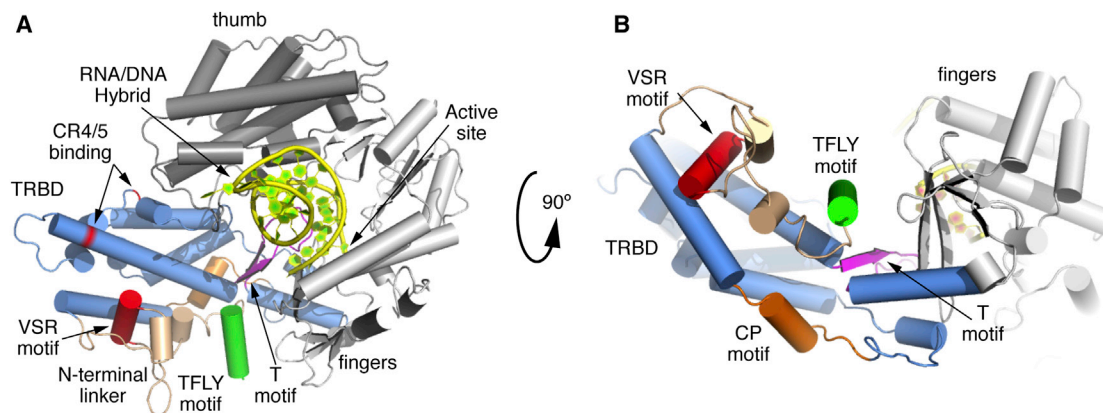 A
thumb
RNA/DNA
Hybrid
Active
site
CR4/5
binding
TRBD
VSR
motif
N-terminal
linker
TFLY
motif
T
motif
fingers
90º
B
VSR
motif
fingers
TFLY
motif
TRBD
CP
motif
T
motif